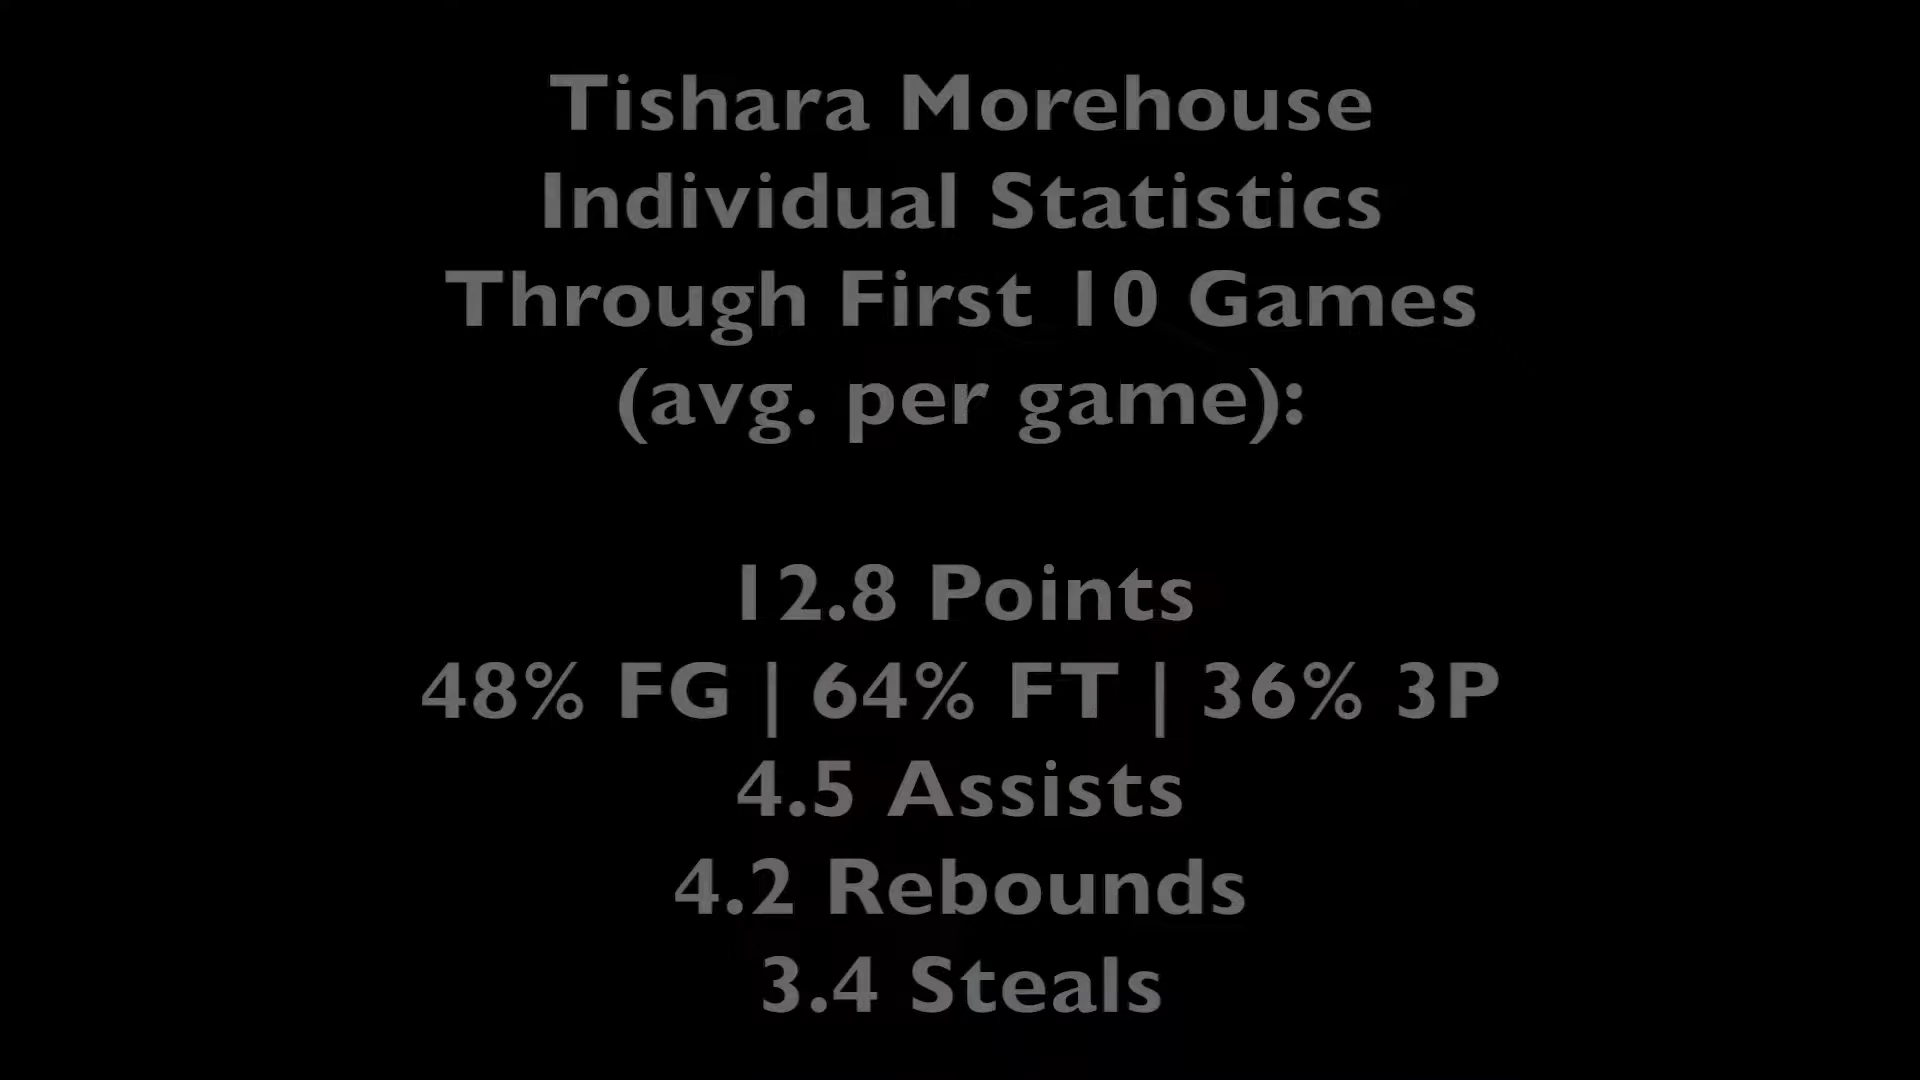 Tishara Morehouse
Individual Statistics
Through First 10 Games
(avg. per game):
12.8 Points
48% FG | 64% FT | 36% 3P
4.5 Assists
4.2 Rebounds
3.4 Steals